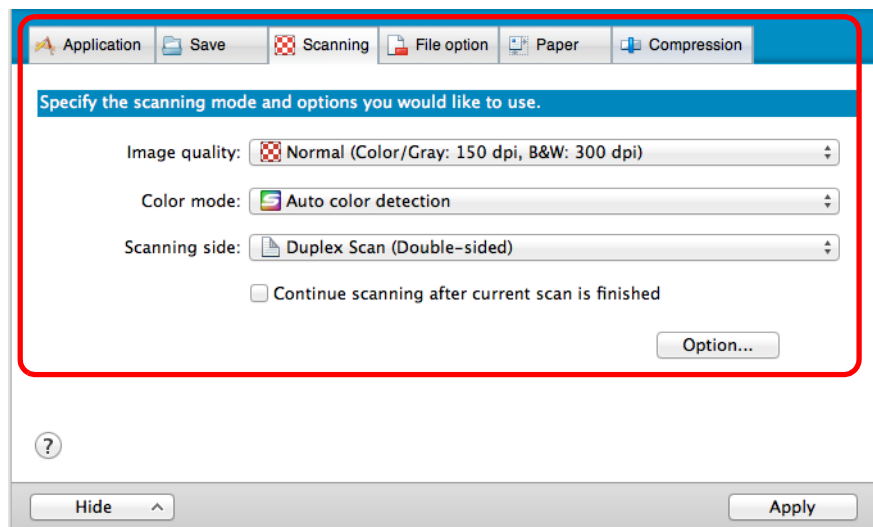 Application Save Scanning File option Paper Compression
Specify the scanning mode and options you would like to use.
Image quality: Normal (Color/Gray: 150 dpi, B&W: 300 dpi)
Color mode: Auto color detection
Scanning side: Duplex Scan (Double-sided)
Continue scanning after current scan is finished
Option...
?
Hide Apply